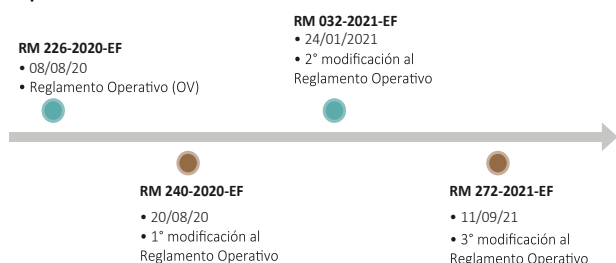 RM 226-2020-EF
• 08/08/20
• Reglamento Operativo (OV)
RM 032-2021-EF
• 24/01/2021
• 2° modificación al
Reglamento Operativo
RM 240-2020-EF
• 20/08/20
• 1° modificación al
Reglamento Operativo
RM 272-2021-EF
• 11/09/21
• 3° modificación al
Reglamento Operativo